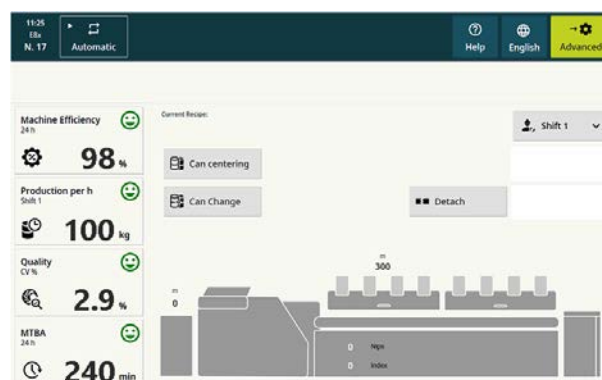 11:25
E8x
N. 17
Automatic
Help
English
Advanced
Machine Efficiency
24 h
98 %
Current Recipe:
Shift 1
Can centering
Production per h
Shift 1
100 kg
Can Change
Detach
Quality
CV %
2.9 %
m
0
m
300
MTBA
24 h
240 min
0 Neps
0 Index